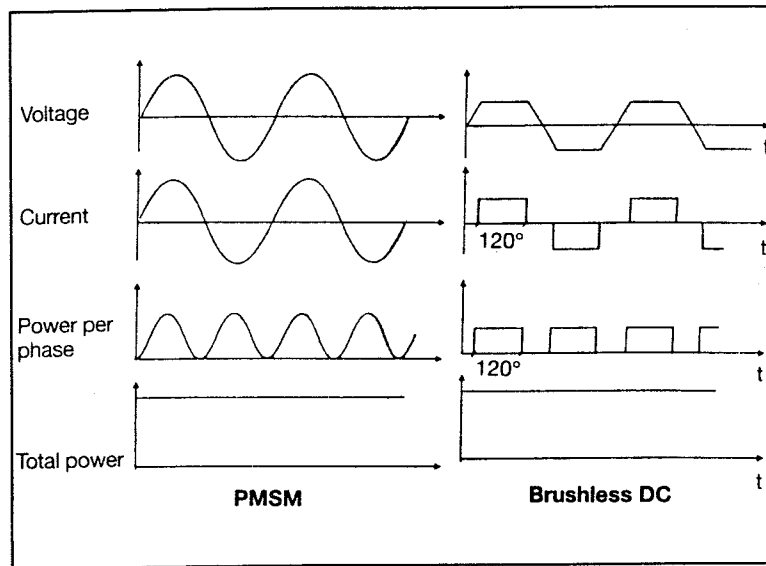 Voltage
t
Current
120°
t
Power per
phase
120°
t
Total power
t
PMSM
Brushless DC